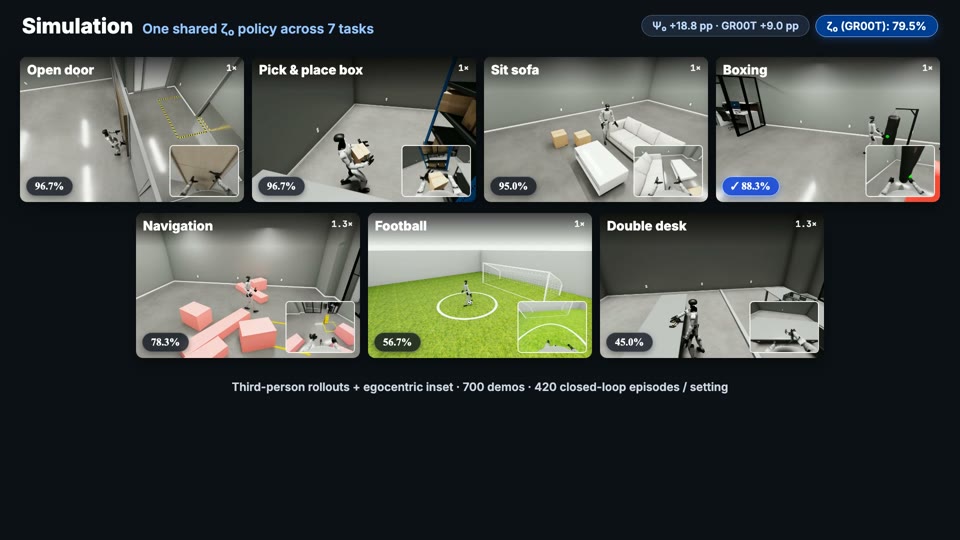 Simulation One shared ζ₀ policy across 7 tasks
Ψ₀ +18.8 pp · GR00T +9.0 pp
ζ₀ (GR00T): 79.5%
Open door 1×
96.7%
Pick & place box 1×
96.7%
Sit sofa 1×
95.0%
Boxing 1×
✓ 88.3%
Navigation 1.3×
78.3%
Football 1×
56.7%
Double desk 1.3×
45.0%
Third-person rollouts + egocentric inset · 700 demos · 420 closed-loop episodes / setting